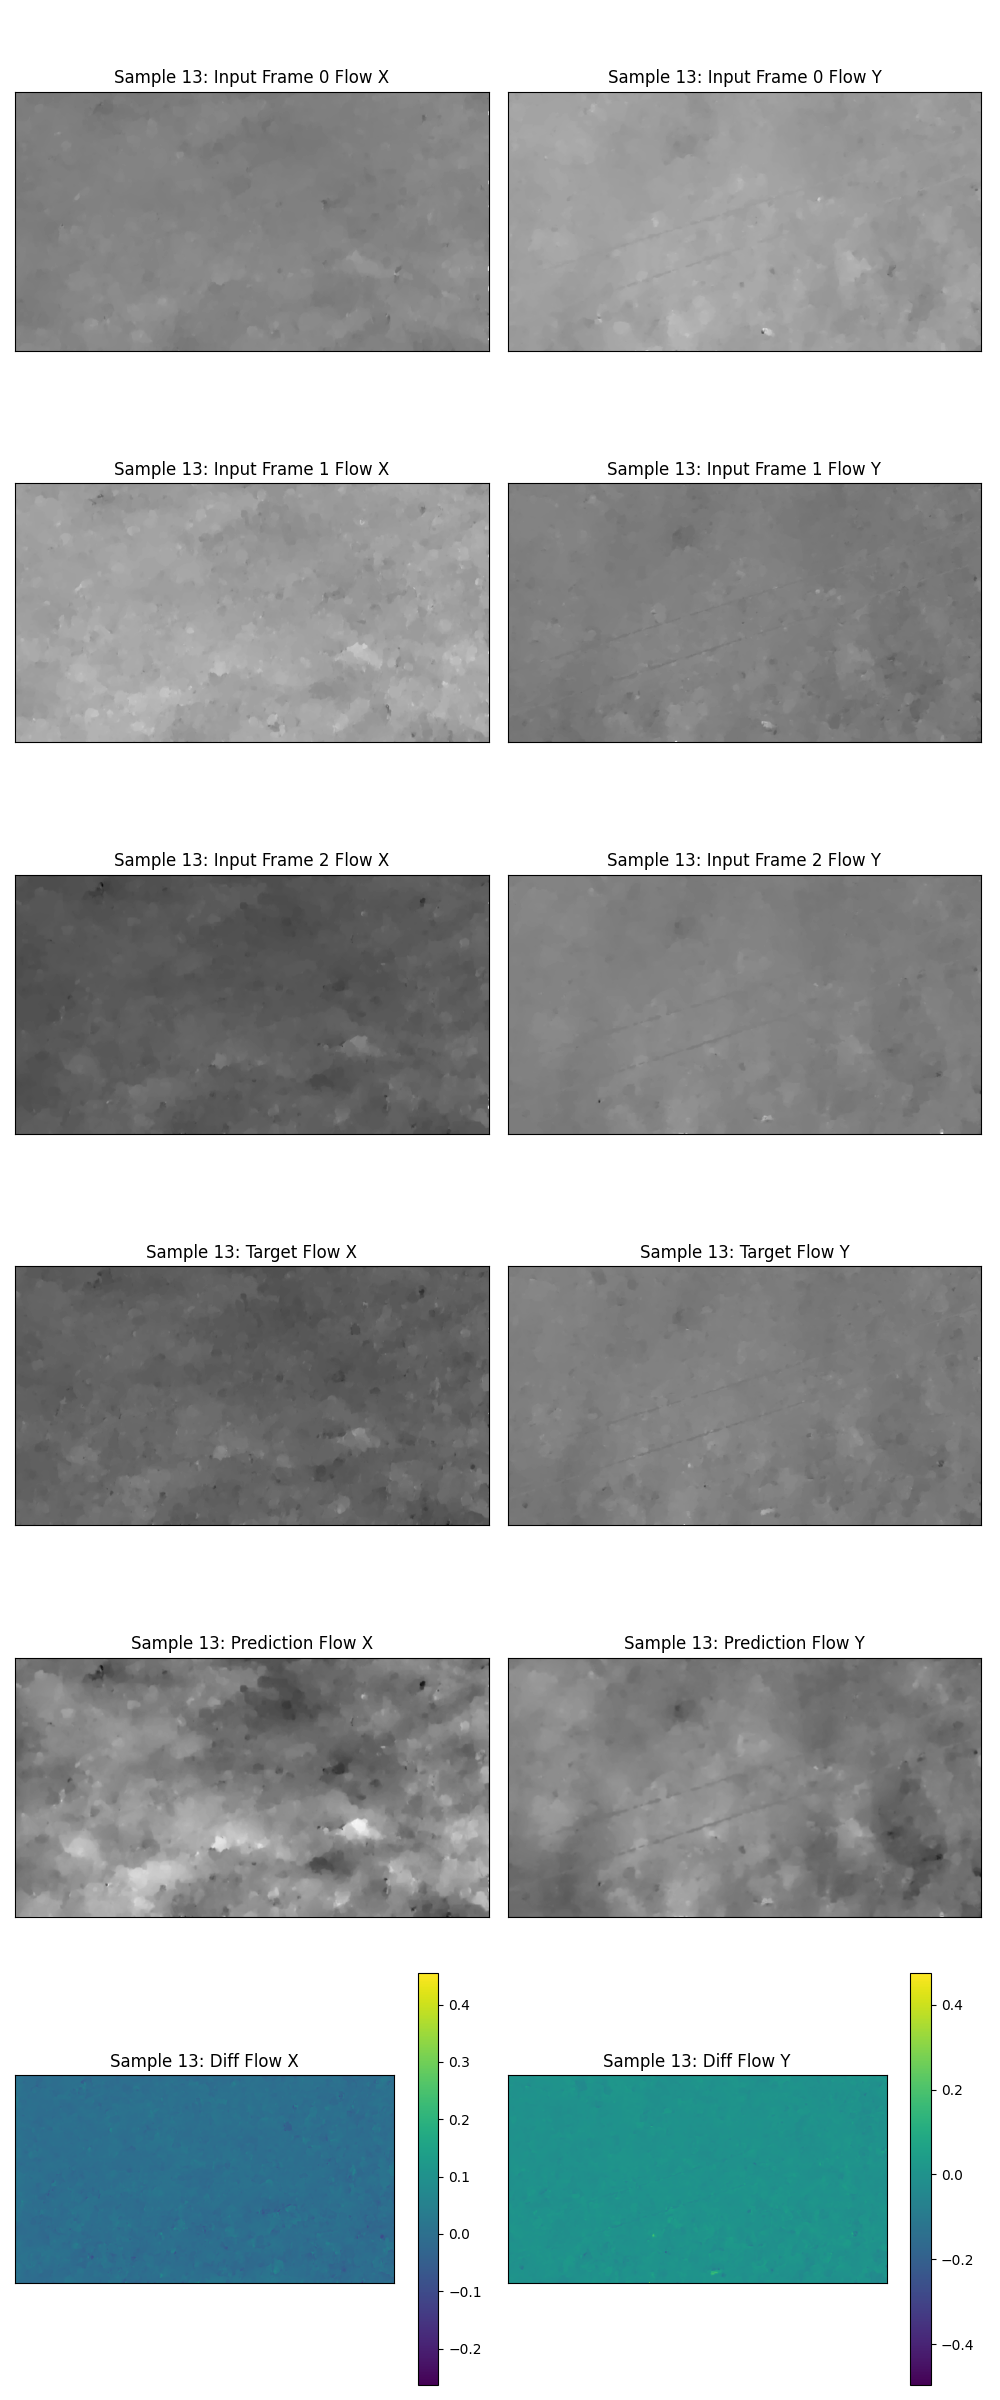 Sample 13: Input Frame 0 Flow X
Sample 13: Input Frame 0 Flow Y
Sample 13: Input Frame 1 Flow X
Sample 13: Input Frame 1 Flow Y
Sample 13: Input Frame 2 Flow X
Sample 13: Input Frame 2 Flow Y
Sample 13: Target Flow X
Sample 13: Target Flow Y
Sample 13: Prediction Flow X
Sample 13: Prediction Flow Y
Sample 13: Diff Flow X
0.4
0.3
0.2
0.1
0.0
−0.1
−0.2
Sample 13: Diff Flow Y
0.4
0.2
0.0
−0.2
−0.4